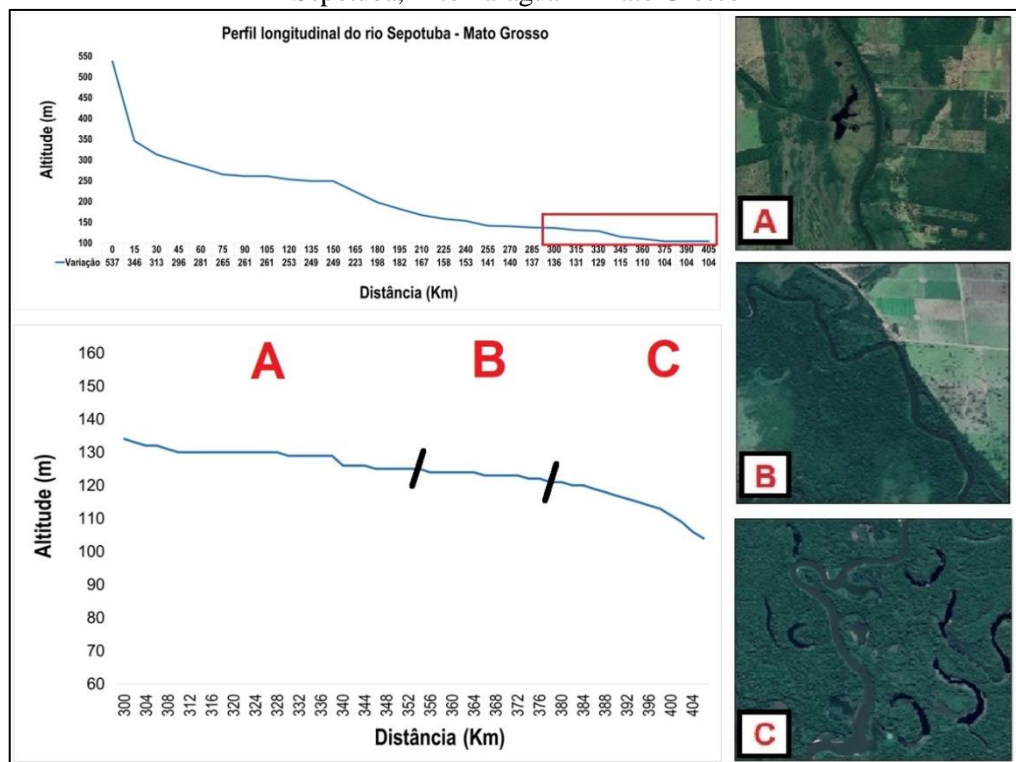 Sepotuba, Mato Grosso
Perfil longitudinal do rio Sepotuba - Mato Grosso
Altitude (m)
550
500
450
400
350
300
250
200
150
100
0 15 30 45 60 75 90 105 120 135 150 165 180 195 210 225 240 255 270 285 300 315 330 345 360 375 390 405
Variação 537 346 313 296 281 265 261 261 253 249 249 223 198 182 167 158 153 141 140 137 136 131 129 115 110 104 104 104
Distância (Km)
A
B
C
Altitude (m)
160
150
140
130
120
110
100
90
80
70
60
300 304 308 312 316 320 324 328 332 336 340 344 348 352 356 360 364 368 372 376 380 384 388 392 396 400 404
Distância (Km)
A
B
C